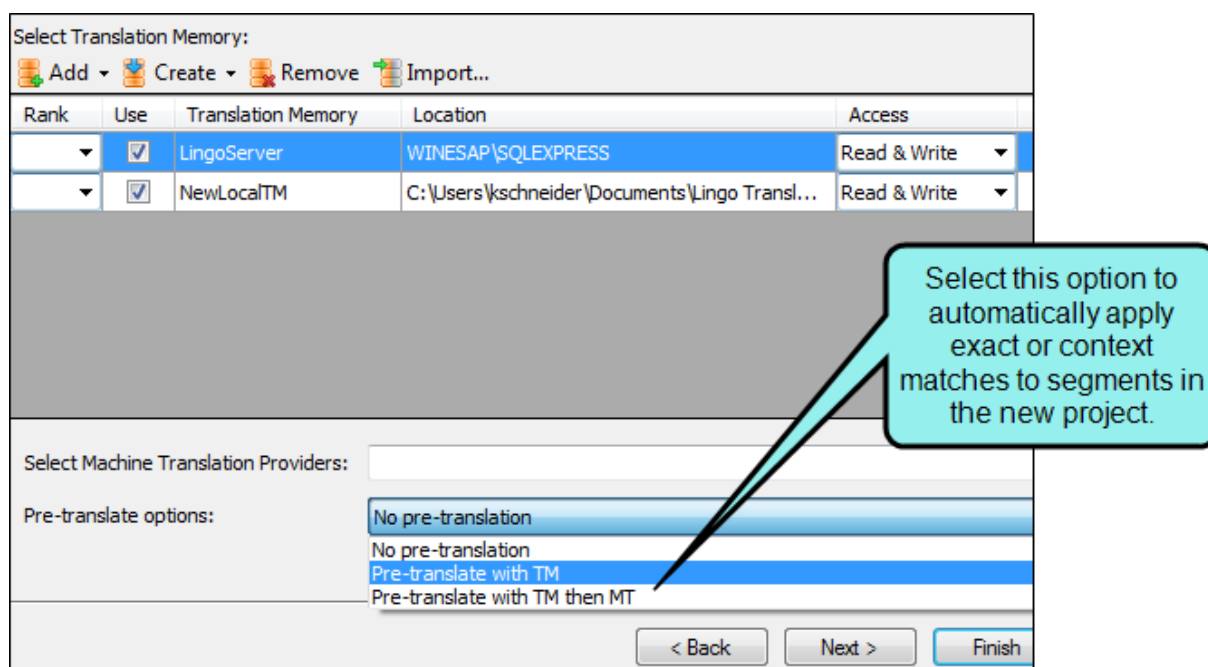 Select Translation Memory:
Add Create Remove Import...
Rank Use Translation Memory Location Access
LingoServer WINESAP\SQLEXPRESS Read & Write
NewLocalTM C:\Users\kschneider\Documents\Lingo Transl... Read & Write
Select this option to
automatically apply
exact or context
matches to segments in
the new project.
Select Machine Translation Providers:
Pre-translate options: No pre-translation
No pre-translation
Pre-translate with TM
Pre-translate with TM then MT
< Back Next > Finish